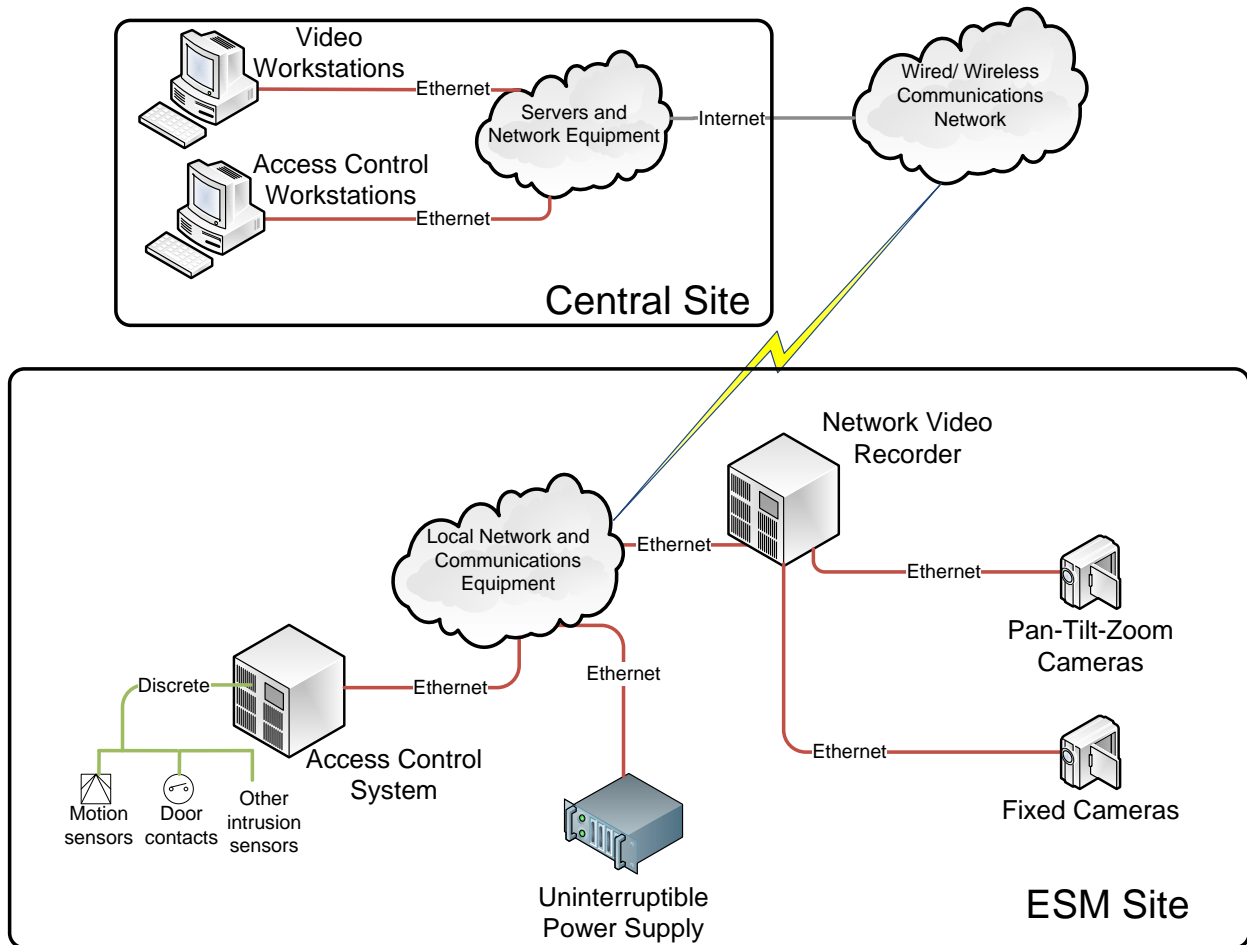 Video
Workstations
Ethernet
Servers and
Network Equipment
Internet
Wired/ Wireless
Communications
Network
Access Control
Workstations
Ethernet
Central Site
Network Video
Recorder
Local Network and
Communications
Equipment
Ethernet
Ethernet
Pan-Tilt-Zoom
Cameras
Discrete
Ethernet
Ethernet
Access Control
System
Motion
sensors
Door
contacts
Other
intrusion
sensors
Ethernet
Fixed Cameras
Uninterruptible
Power Supply
ESM Site